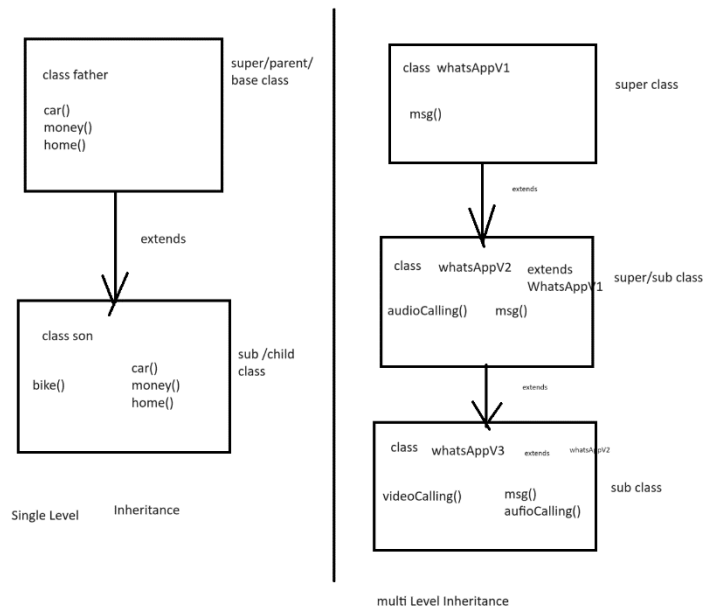 class father
car()
money()
home()
super/parent/
base class
extends
class son
bike()
car()
money()
home()
sub /child
class
Single Level Inheritance
class whatsAppV1
msg()
super class
extends
class whatsAppV2 extends
WhatsAppV1
audioCalling() msg()
super/sub class
extends
class whatsAppV3 extends whatsAppV2
videoCalling() msg()
aufioCalling()
sub class
multi Level Inheritance